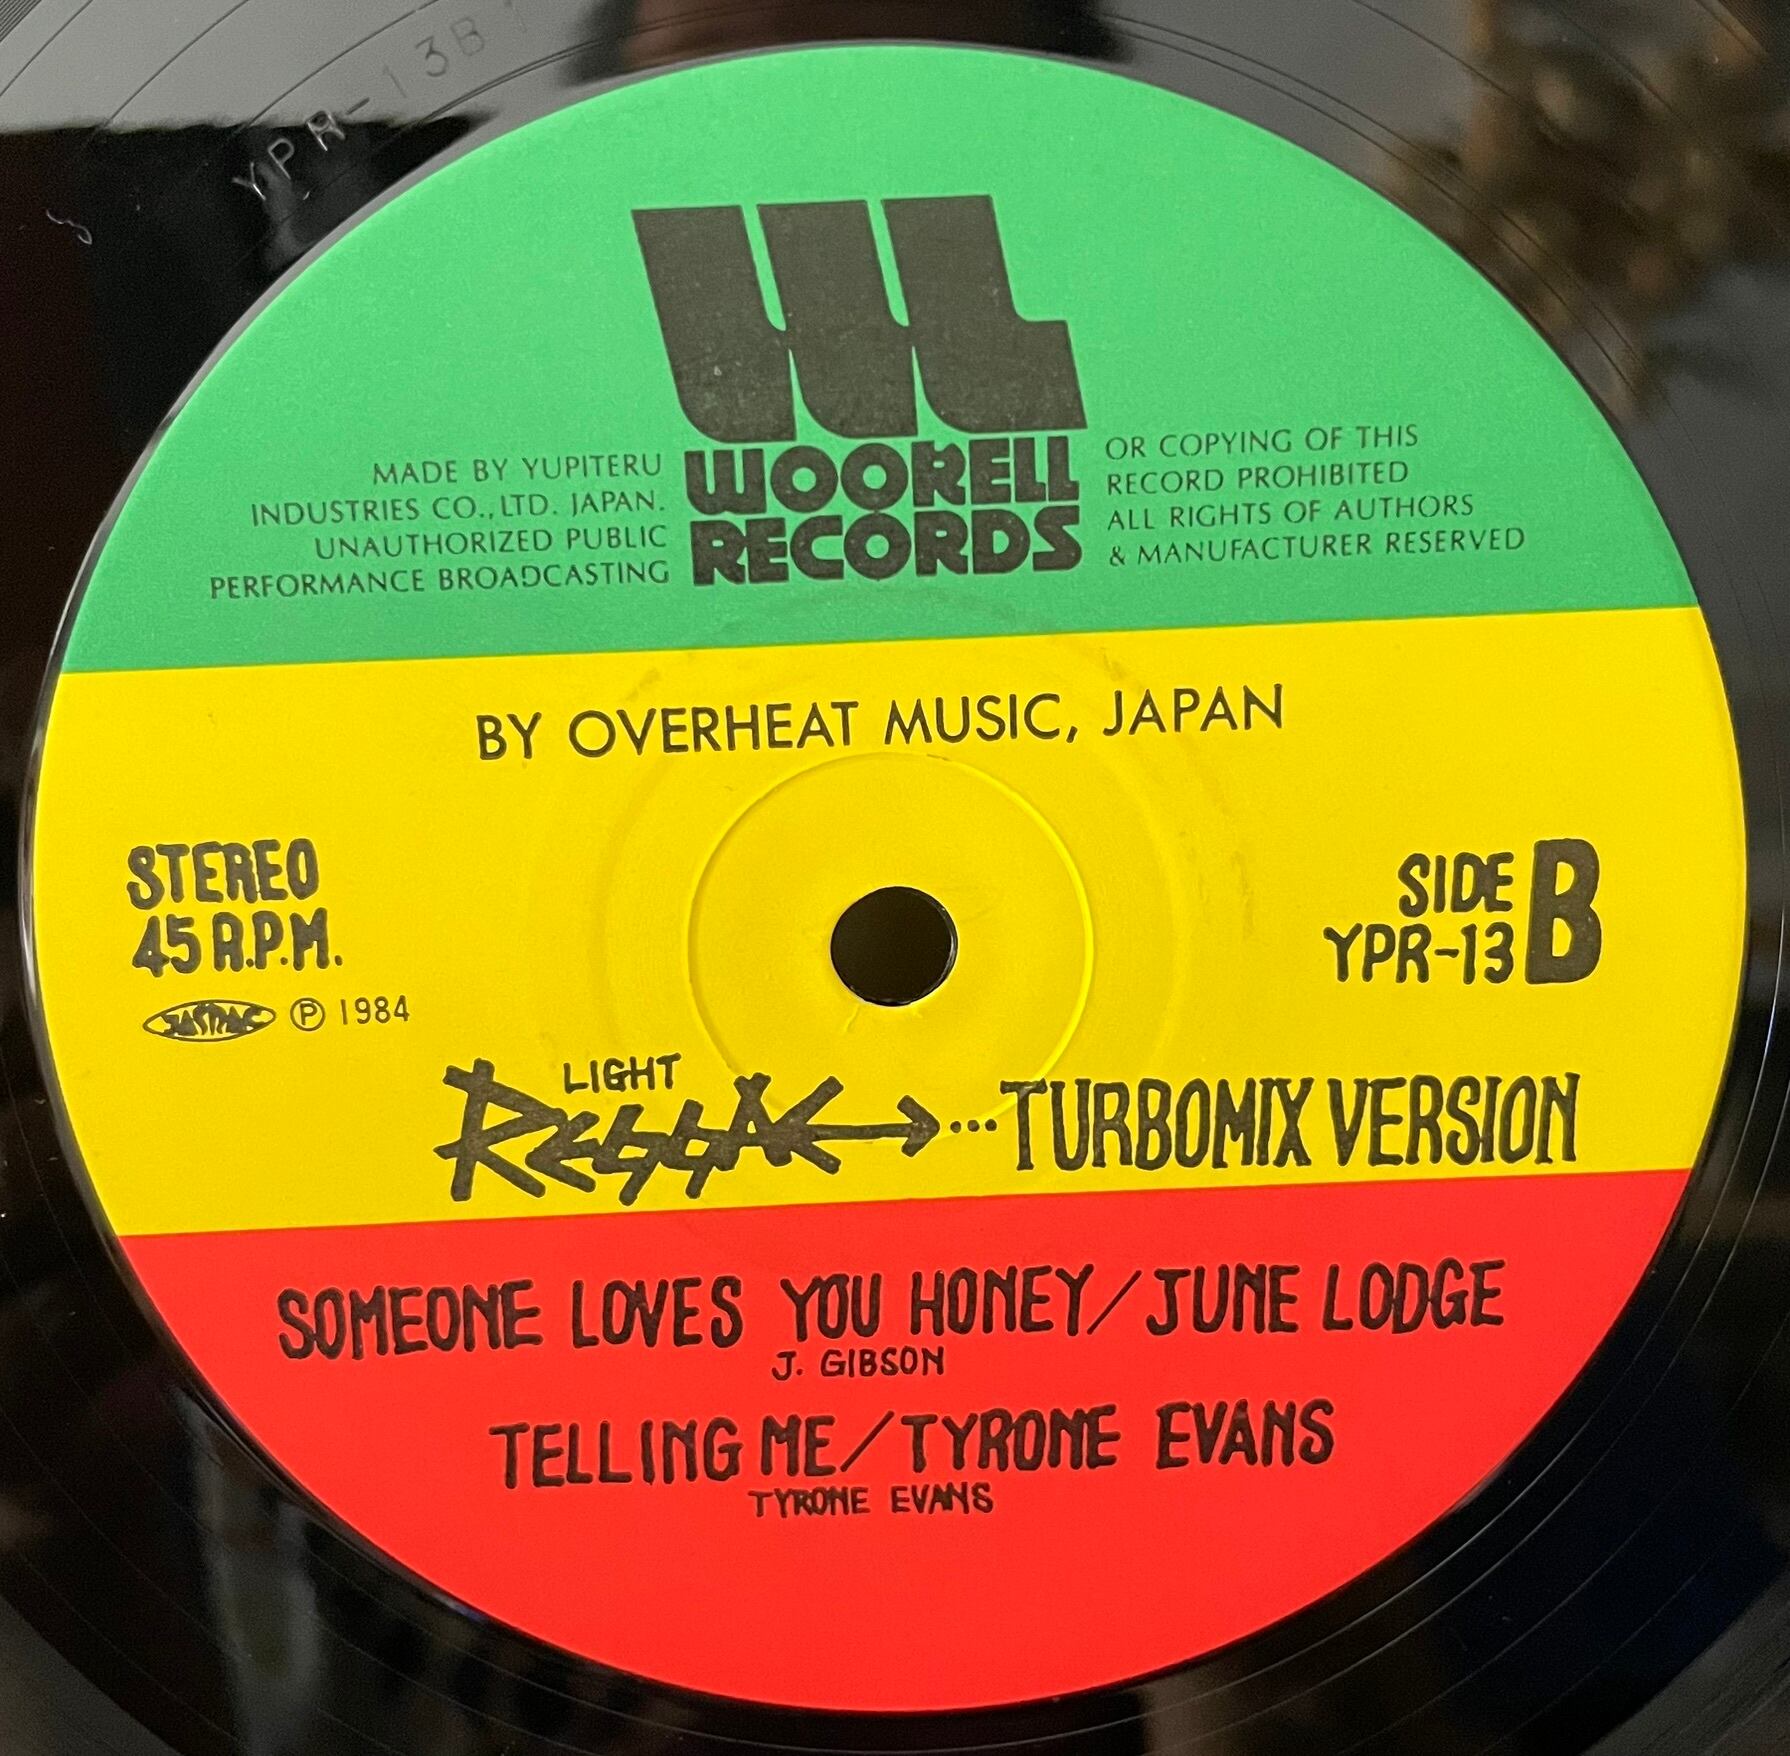 YPR-13B1
WOORELL
RECORDS
MADE BY YUPITERU
INDUSTRIES CO., LTD. JAPAN.
UNAUTHORIZED PUBLIC
PERFORMANCE BROADCASTING
OR COPYING OF THIS
RECORD PROHIBITED
ALL RIGHTS OF AUTHORS
& MANUFACTURER RESERVED
BY OVERHEAT MUSIC, JAPAN
STEREO
45 R.P.M.
JASRAC Ⓟ 1984
SIDE B
YPR-13
LIGHT
REGGAE → ... TURBOMIX VERSION
SOMEONE LOVES YOU HONEY/JUNE LODGE
J. GIBSON
TELLING ME/TYRONE EVANS
TYRONE EVANS